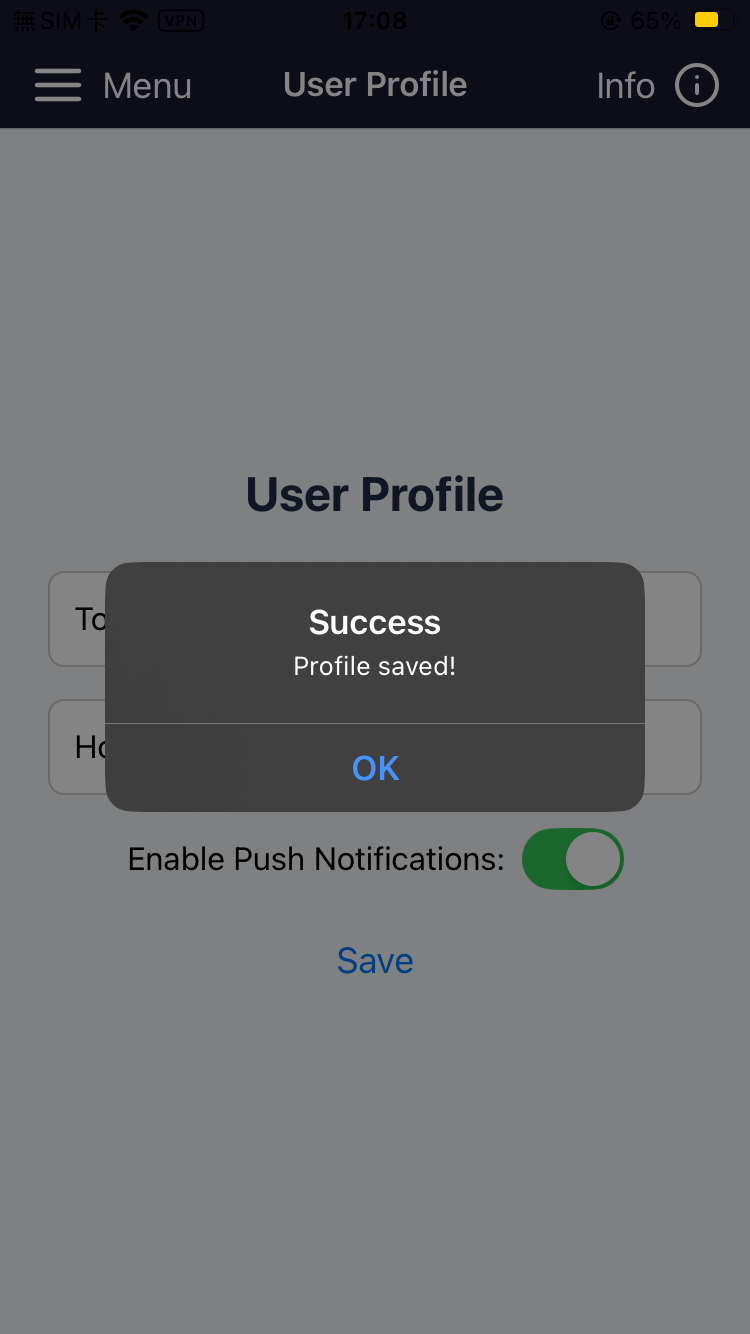 無SIM卡 VPN 17:08 65%
Menu User Profile Info
User Profile
To
Success
Profile saved!
Ho
OK
Enable Push Notifications:
Save